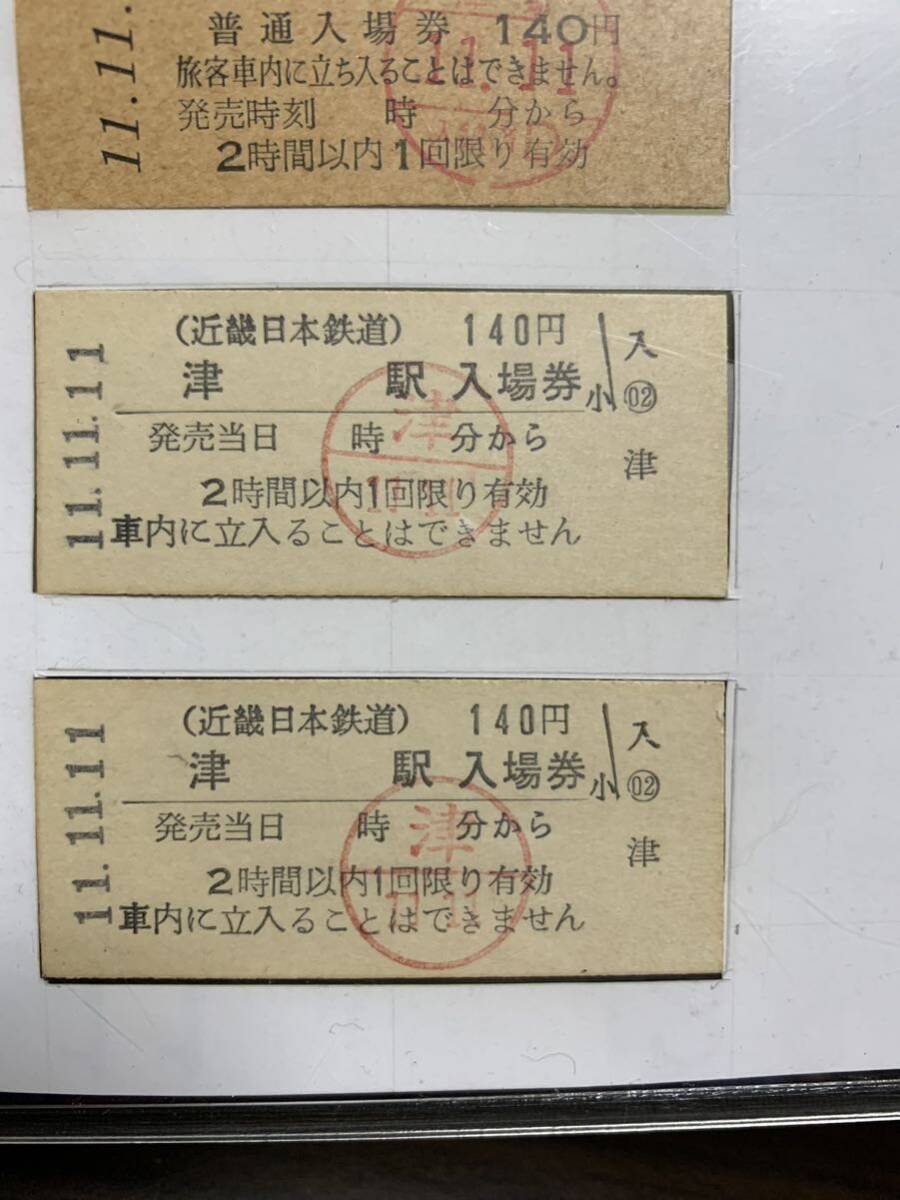 11.11.
普通入場券 140円
旅客車内に立ち入ることはできません。
発売時刻 時 分から
2時間以内1回限り有効
11.11
11.11.11
(近畿日本鉄道) 140円
津 駅 入場券
小
入
02
津
発売当日 時 分から
2時間以内1回限り有効
車内に立入ることはできません
津
11.11
11.11.11
(近畿日本鉄道) 140円
津 駅 入場券
小
入
02
津
発売当日 時 分から
2時間以内1回限り有効
車内に立入ることはできません
津
11.11